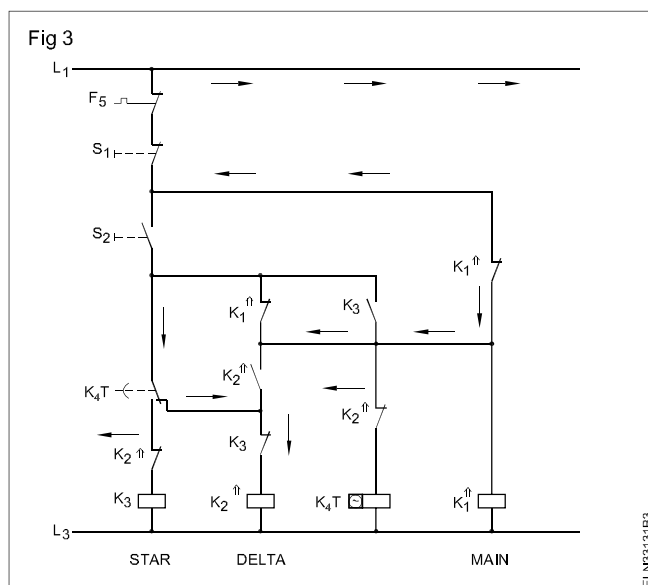 Fig 3
L1
F5
S1
S2
K1⇑
K1⇑
K3
K2⇑
K4T
K2⇑
K2⇑
K3
K3
K2⇑
K4T
K1⇑
L3
STAR
DELTA
MAIN
ELN33131R3